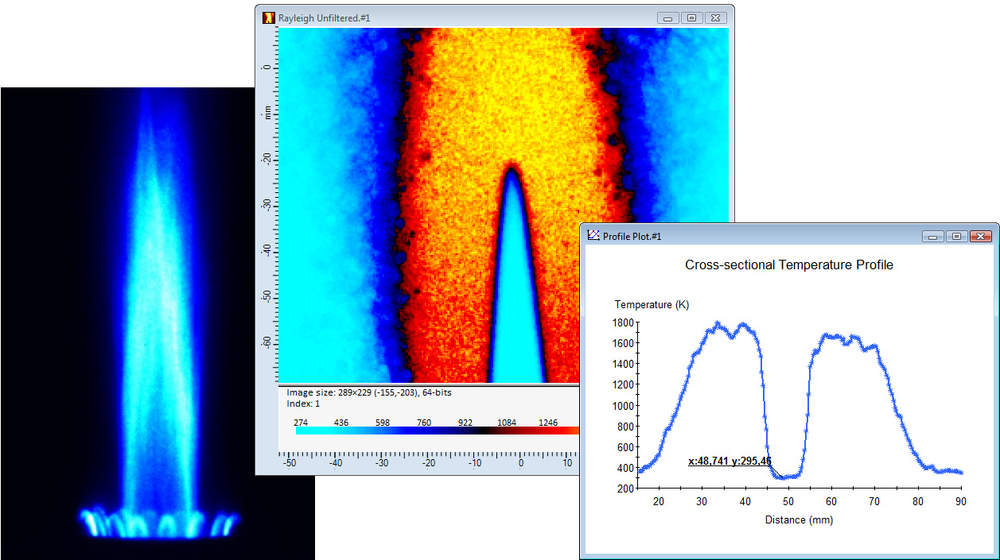 Rayleigh Unfiltered.#1
0
mm
-20
-30
-40
-50
-60
Image size: 289×229 (-155,-203), 64-bits
Index: 1
274 436 598 760 922 1084 1246
-50 -40 -30 -20 -10 0 10
Profile Plot.#1
Cross-sectional Temperature Profile
Temperature (K)
1800
1600
1400
1200
1000
800
600
400
200
x:48,741 y:295,46
20 30 40 50 60 70 80 90
Distance (mm)